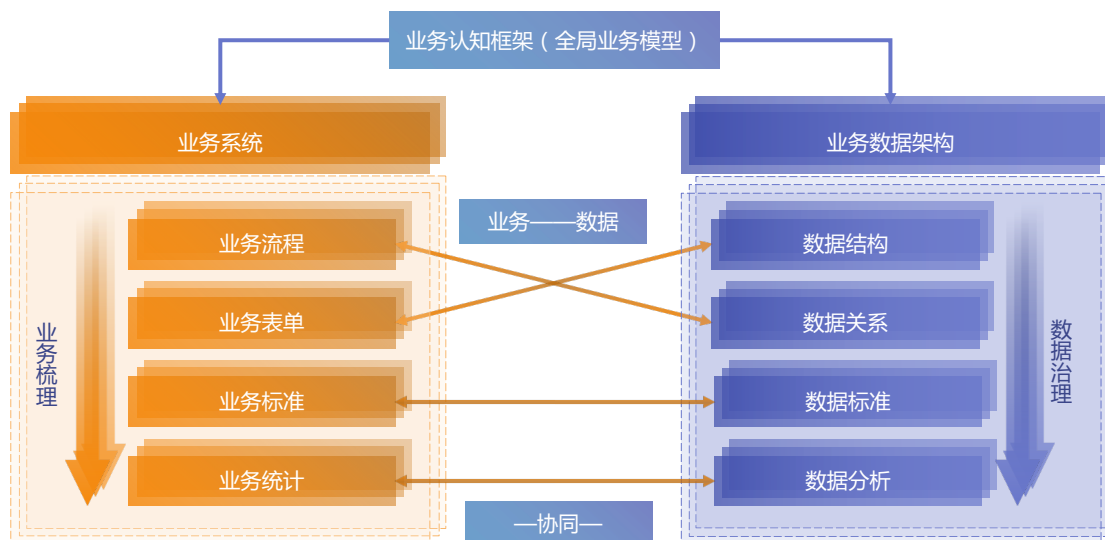 业务认知框架（全局业务模型）
业务系统
业务数据架构
业务——数据
业务流程
数据结构
业务表单
数据关系
业务梳理
数据治理
业务标准
数据标准
业务统计
数据分析
—协同—